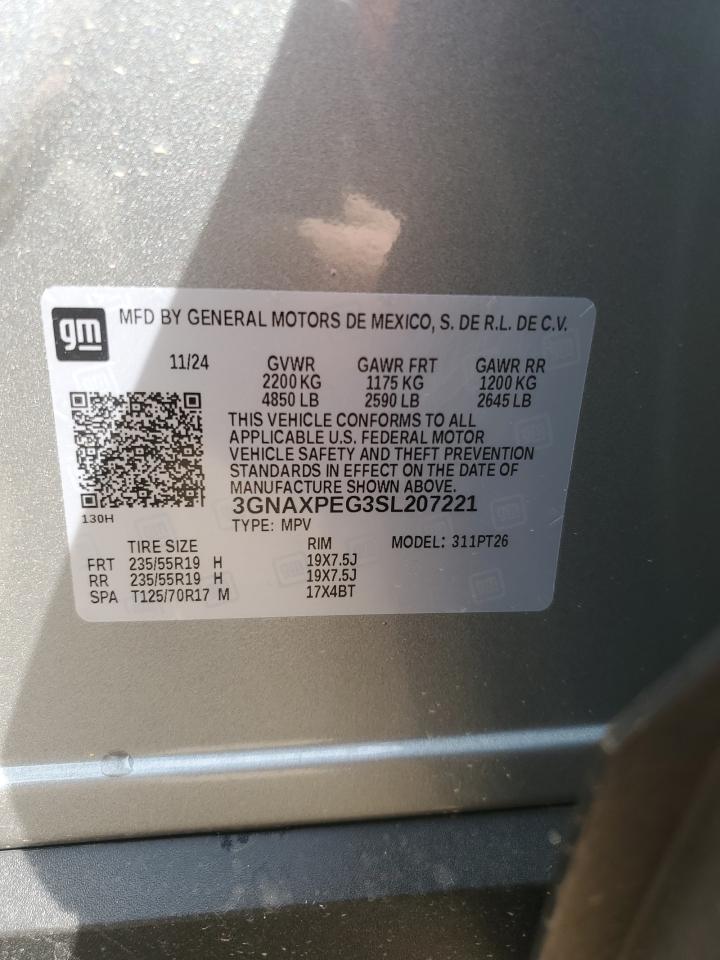 gm
MFD BY GENERAL MOTORS DE MEXICO, S. DE R.L. DE C.V.
11/24 GVWR GAWR FRT GAWR RR
2200 KG 1175 KG 1200 KG
4850 LB 2590 LB 2645 LB
THIS VEHICLE CONFORMS TO ALL
APPLICABLE U.S. FEDERAL MOTOR
VEHICLE SAFETY AND THEFT PREVENTION
STANDARDS IN EFFECT ON THE DATE OF
MANUFACTURE SHOWN ABOVE.
3GNAXPEG3SL207221
130H
TYPE: MPV
TIRE SIZE RIM MODEL: 311PT26
FRT 235/55R19 H 19X7.5J
RR 235/55R19 H 19X7.5J
SPA T125/70R17 M 17X4BT